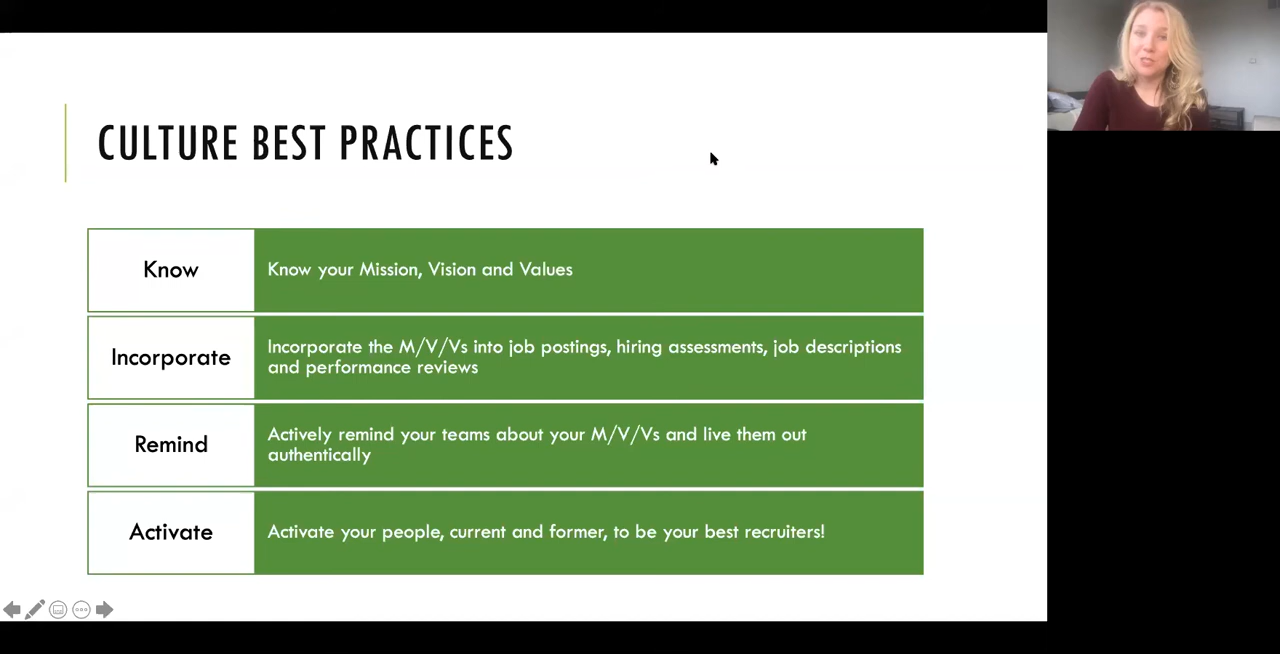 CULTURE BEST PRACTICES
Know
Know your Mission, Vision and Values
Incorporate
Incorporate the M/V/Vs into job postings, hiring assessments, job descriptions
and performance reviews
Remind
Actively remind your teams about your M/V/Vs and live them out
authentically
Activate
Activate your people, current and former, to be your best recruiters!